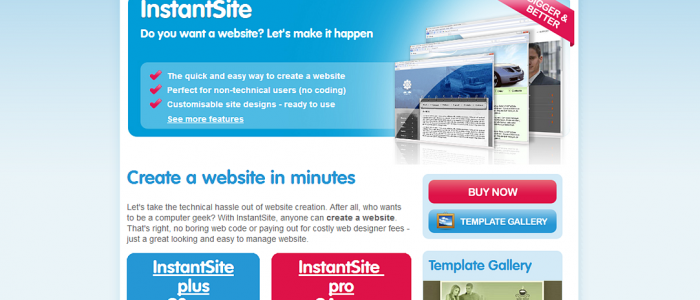 InstantSite
BIGGER &
BETTER
Do you want a website? Let's make it happen
The quick and easy way to create a website
Perfect for non-technical users (no coding)
Customisable site designs - ready to use
See more features
Create a website in minutes
Let's take the technical hassle out of website creation. After all, who wants
to be a computer geek? With InstantSite, anyone can create a website.
That's right, no boring web code or paying out for costly web designer fees -
just a great looking and easy to manage website.
BUY NOW
TEMPLATE GALLERY
InstantSite
plus
InstantSite
pro
Template Gallery